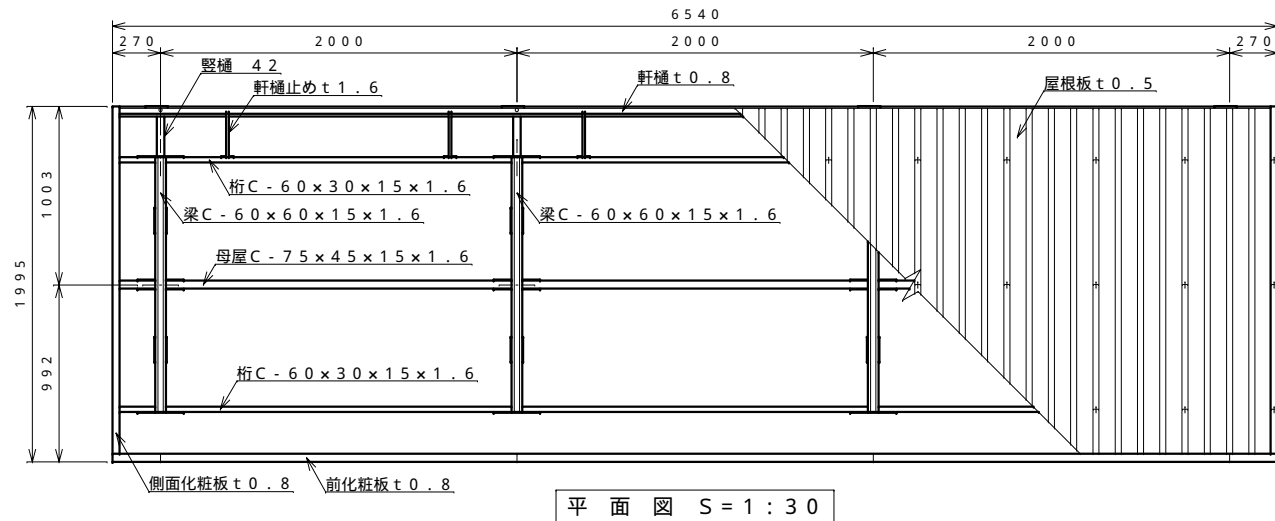 6540
270
2000
2000
2000
270
竪樋 42
軒樋止めt1.6
軒樋t0.8
屋根板t0.5
桁C-60×30×15×1.6
梁C-60×60×15×1.6
梁C-60×60×15×1.6
母屋C-75×45×15×1.6
1003
1995
992
桁C-60×30×15×1.6
側面化粧板t0.8
前化粧板t0.8
平面図 S=1:30